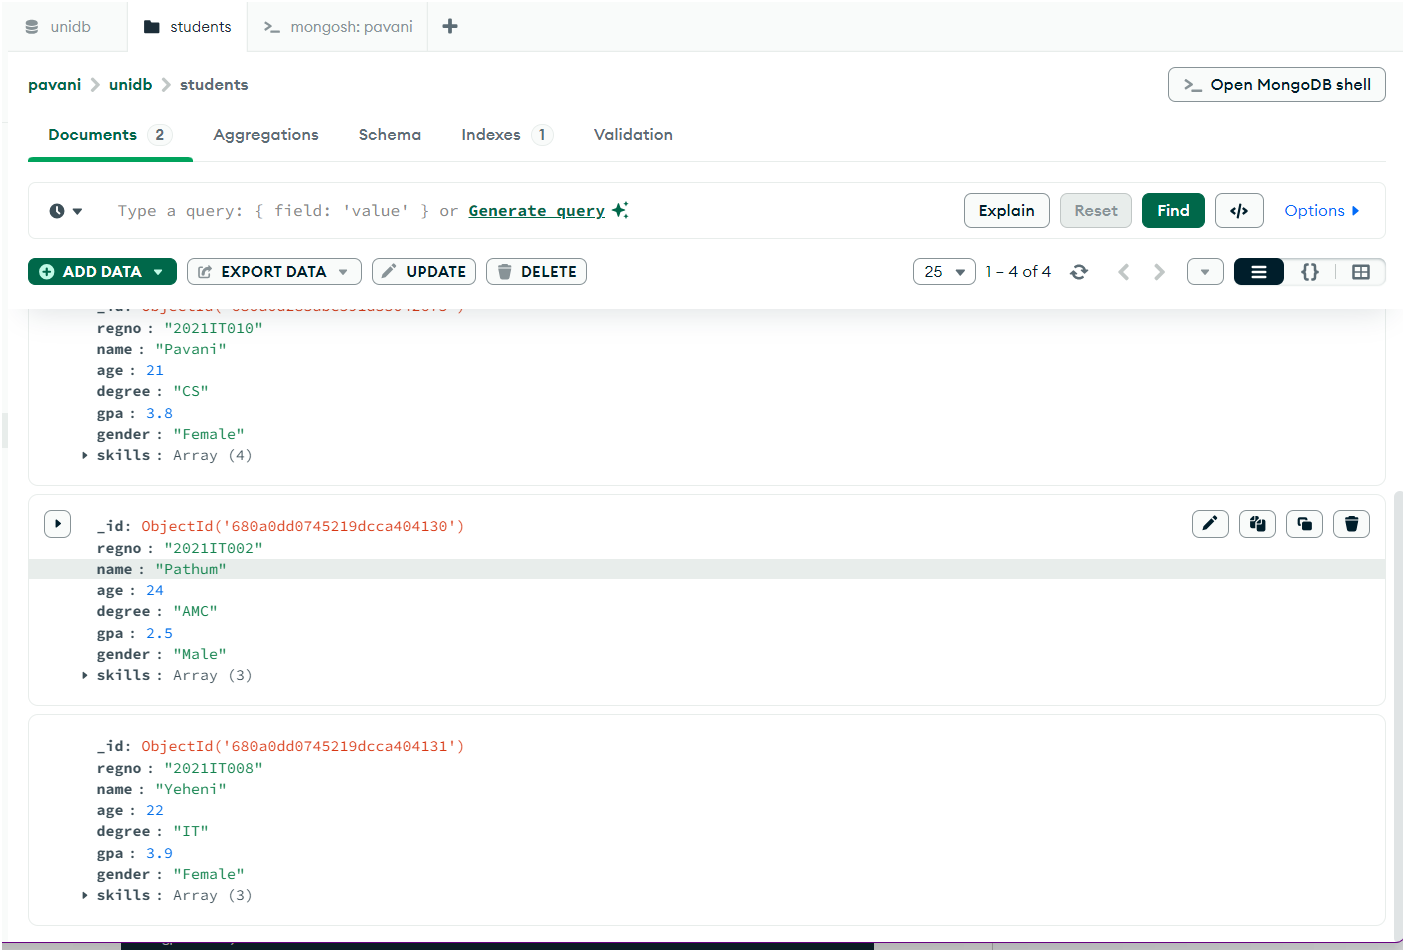 unidb students mongosh: pavani
pavani unidb students Open MongoDB shell
Documents 2 Aggregations Schema Indexes 1 Validation
Type a query: { field: 'value' } or Generate query Explain Reset Find </> Options
ADD DATA EXPORT DATA UPDATE DELETE 25 1 – 4 of 4 {}
regno : "2021IT010"
name : "Pavani"
age : 21
degree : "CS"
gpa : 3.8
gender : "Female"
skills : Array (4)
_id: ObjectId('680a0dd0745219dcca404130')
regno : "2021IT002"
name : "Pathum"
age : 24
degree : "AMC"
gpa : 2.5
gender : "Male"
skills : Array (3)
_id: ObjectId('680a0dd0745219dcca404131')
regno : "2021IT008"
name : "Yeheni"
age : 22
degree : "IT"
gpa : 3.9
gender : "Female"
skills : Array (3)